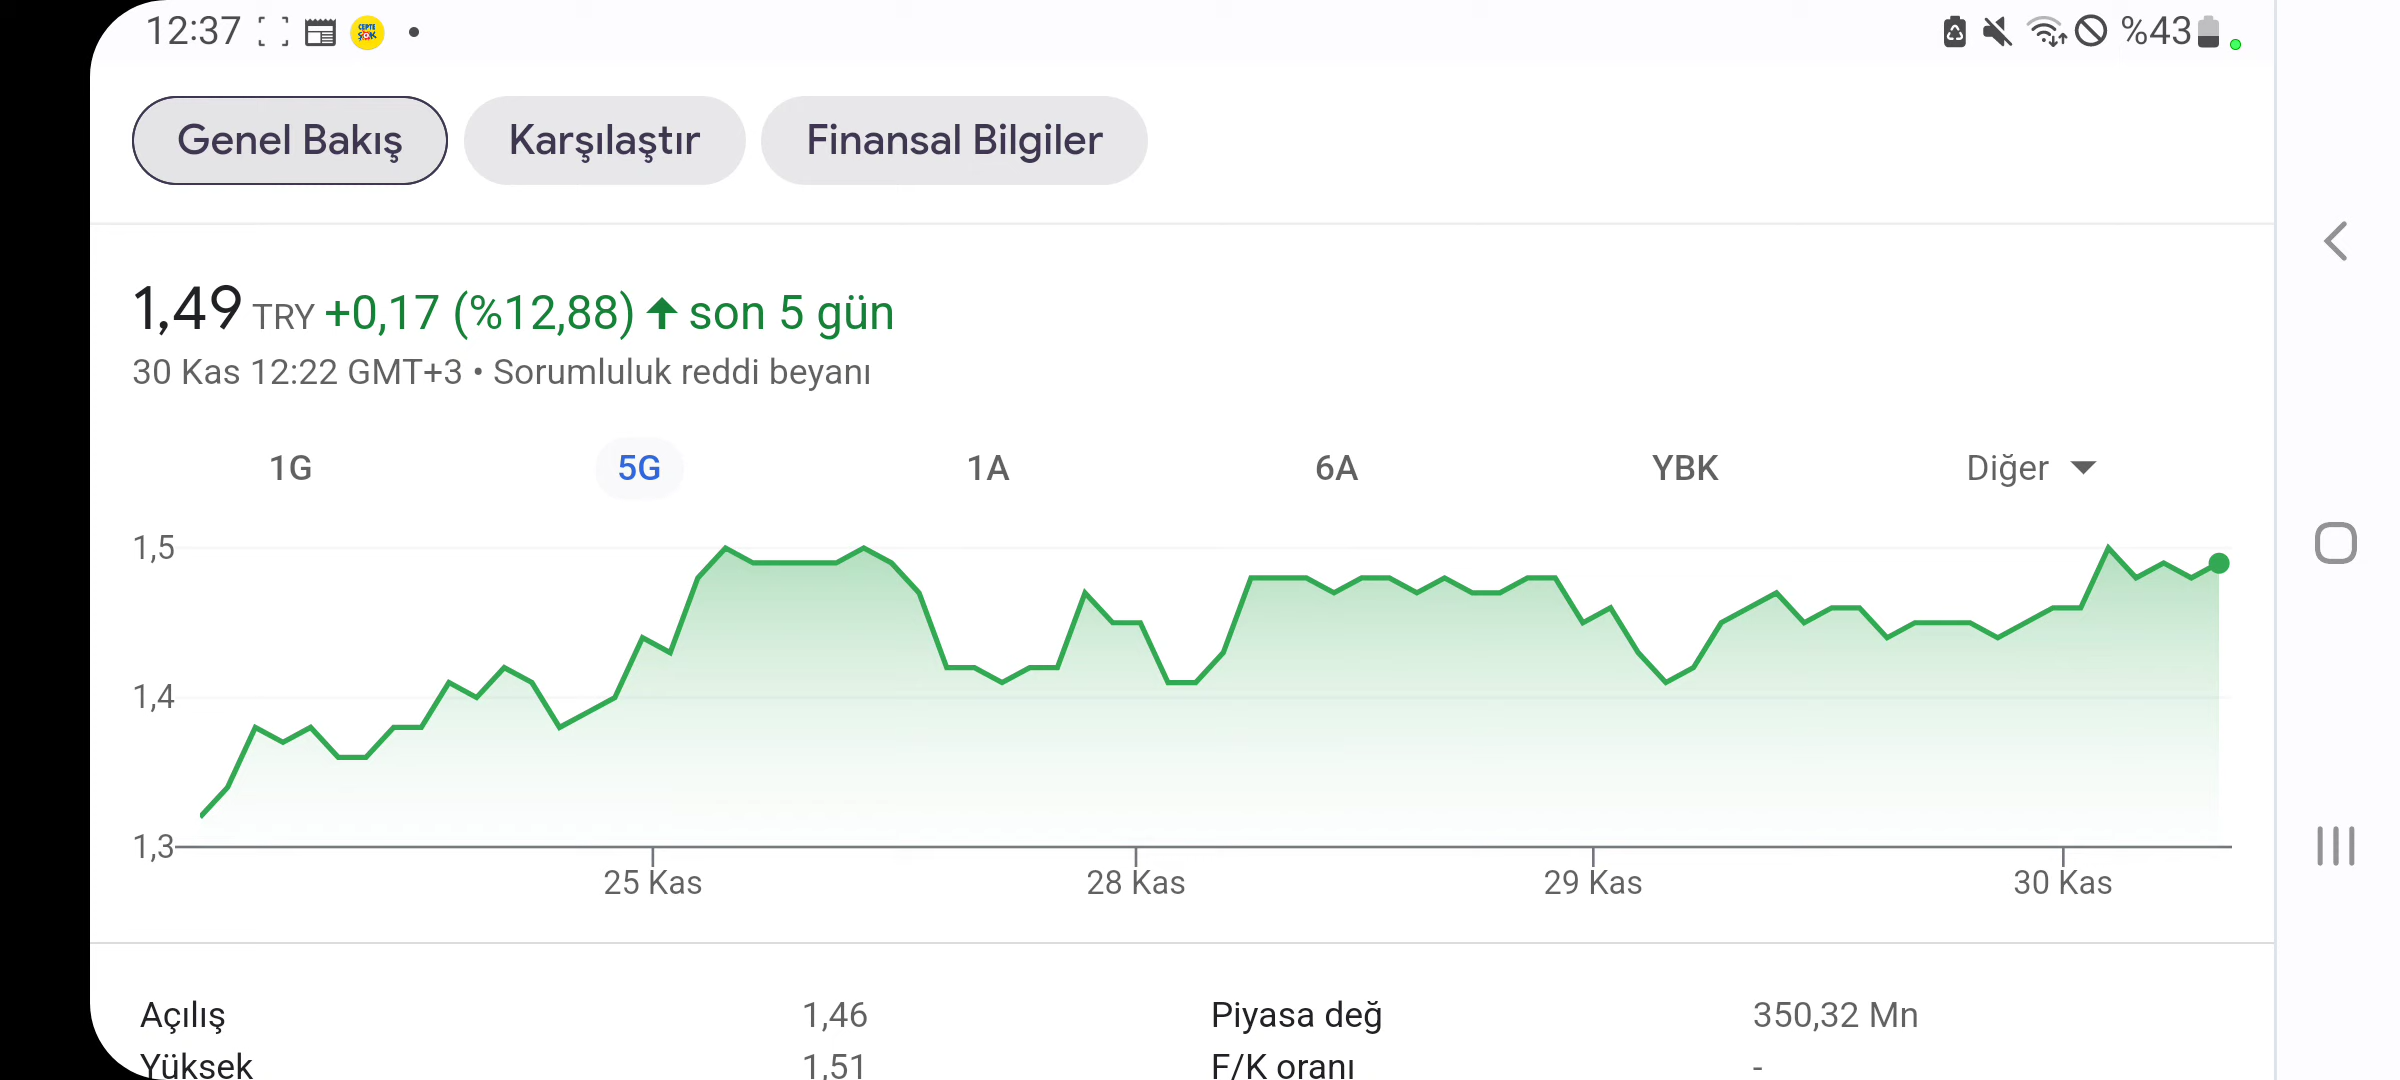 12:37 %43
Genel Bakış Karşılaştır Finansal Bilgiler
1,49 TRY +0,17 (%12,88) son 5 gün
30 Kas 12:22 GMT+3 • Sorumluluk reddi beyanı
1G 5G 1A 6A YBK Diğer
1,5
1,4
1,3
25 Kas 28 Kas 29 Kas 30 Kas
Açılış 1,46 Piyasa değ 350,32 Mn
Yüksek 1,51 F/K oranı -